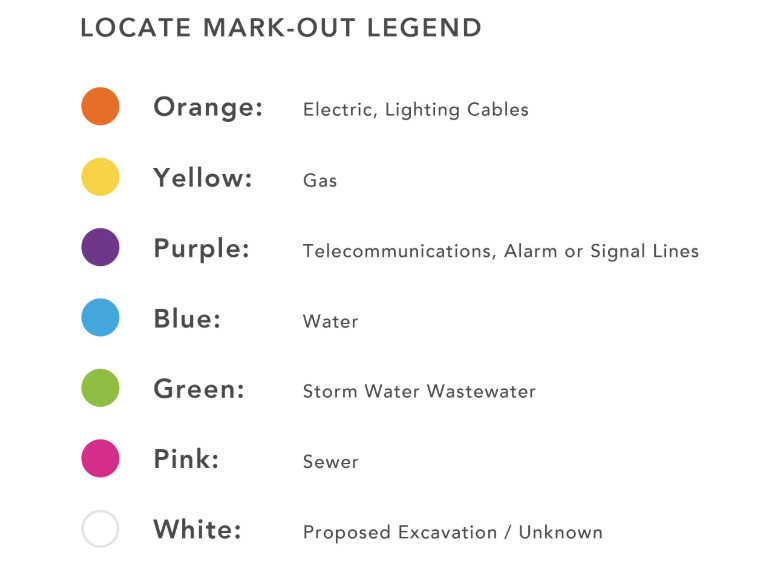 LOCATE MARK-OUT LEGEND
Orange: Electric, Lighting Cables
Yellow: Gas
Purple: Telecommunications, Alarm or Signal Lines
Blue: Water
Green: Storm Water Wastewater
Pink: Sewer
White: Proposed Excavation / Unknown